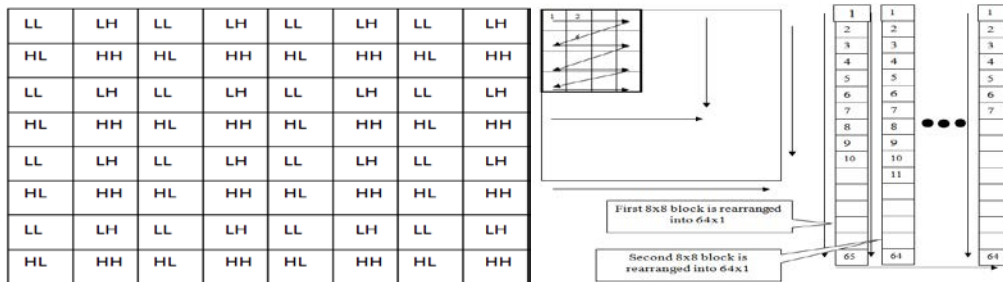 LL LH LL LH LL LH LL LH
HL HH HL HH HL HH HL HH
LL LH LL LH LL LH LL LH
HL HH HL HH HL HH HL HH
LL LH LL LH LL LH LL LH
HL HH HL HH HL HH HL HH
LL LH LL LH LL LH LL LH
HL HH HL HH HL HH HL HH
1 2
4
1 1 1
2 2 2
3 3 3
4 4 4
5 5 5
6 6 6
7 7 7
8 8
9 9
10 10
11
65 64 64
First 8x8 block is rearranged
into 64x1
Second 8x8 block is
rearranged into 64x1